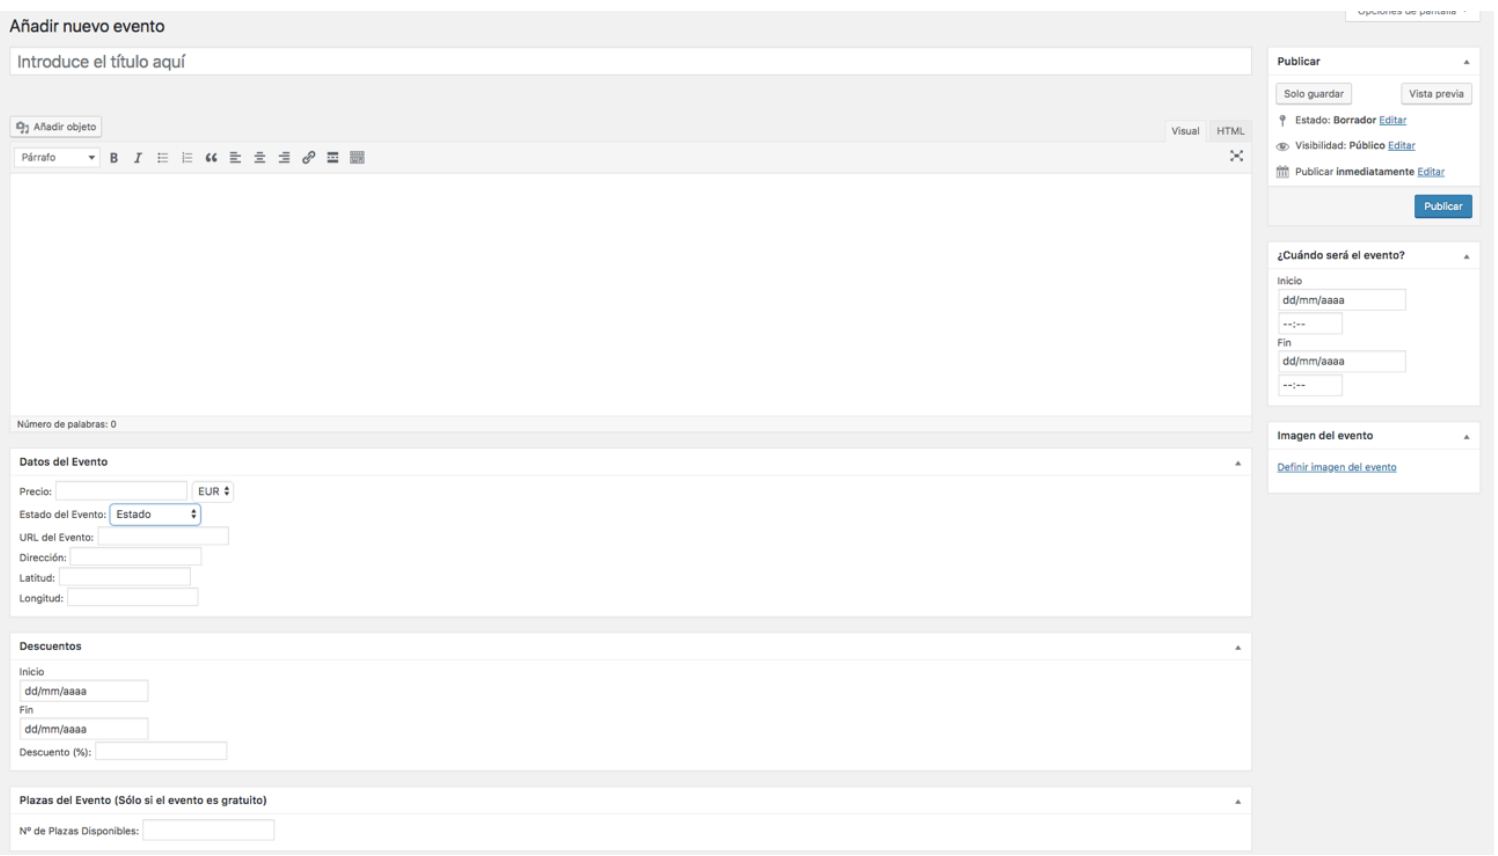 Opciones de pantalla
Añadir nuevo evento
Introduce el título aquí
Añadir objeto
Visual HTML
Párrafo B I
Número de palabras: 0
Datos del Evento
Precio: EUR
Estado del Evento: Estado
URL del Evento:
Dirección:
Latitud:
Longitud:
Descuentos
Inicio
dd/mm/aaaa
Fin
dd/mm/aaaa
Descuento (%):
Plazas del Evento (Sólo si el evento es gratuito)
Nº de Plazas Disponibles:
Publicar
Solo guardar Vista previa
Estado: Borrador Editar
Visibilidad: Público Editar
Publicar inmediatamente Editar
Publicar
¿Cuándo será el evento?
Inicio
dd/mm/aaaa
--:--
Fin
dd/mm/aaaa
--:--
Imagen del evento
Definir imagen del evento